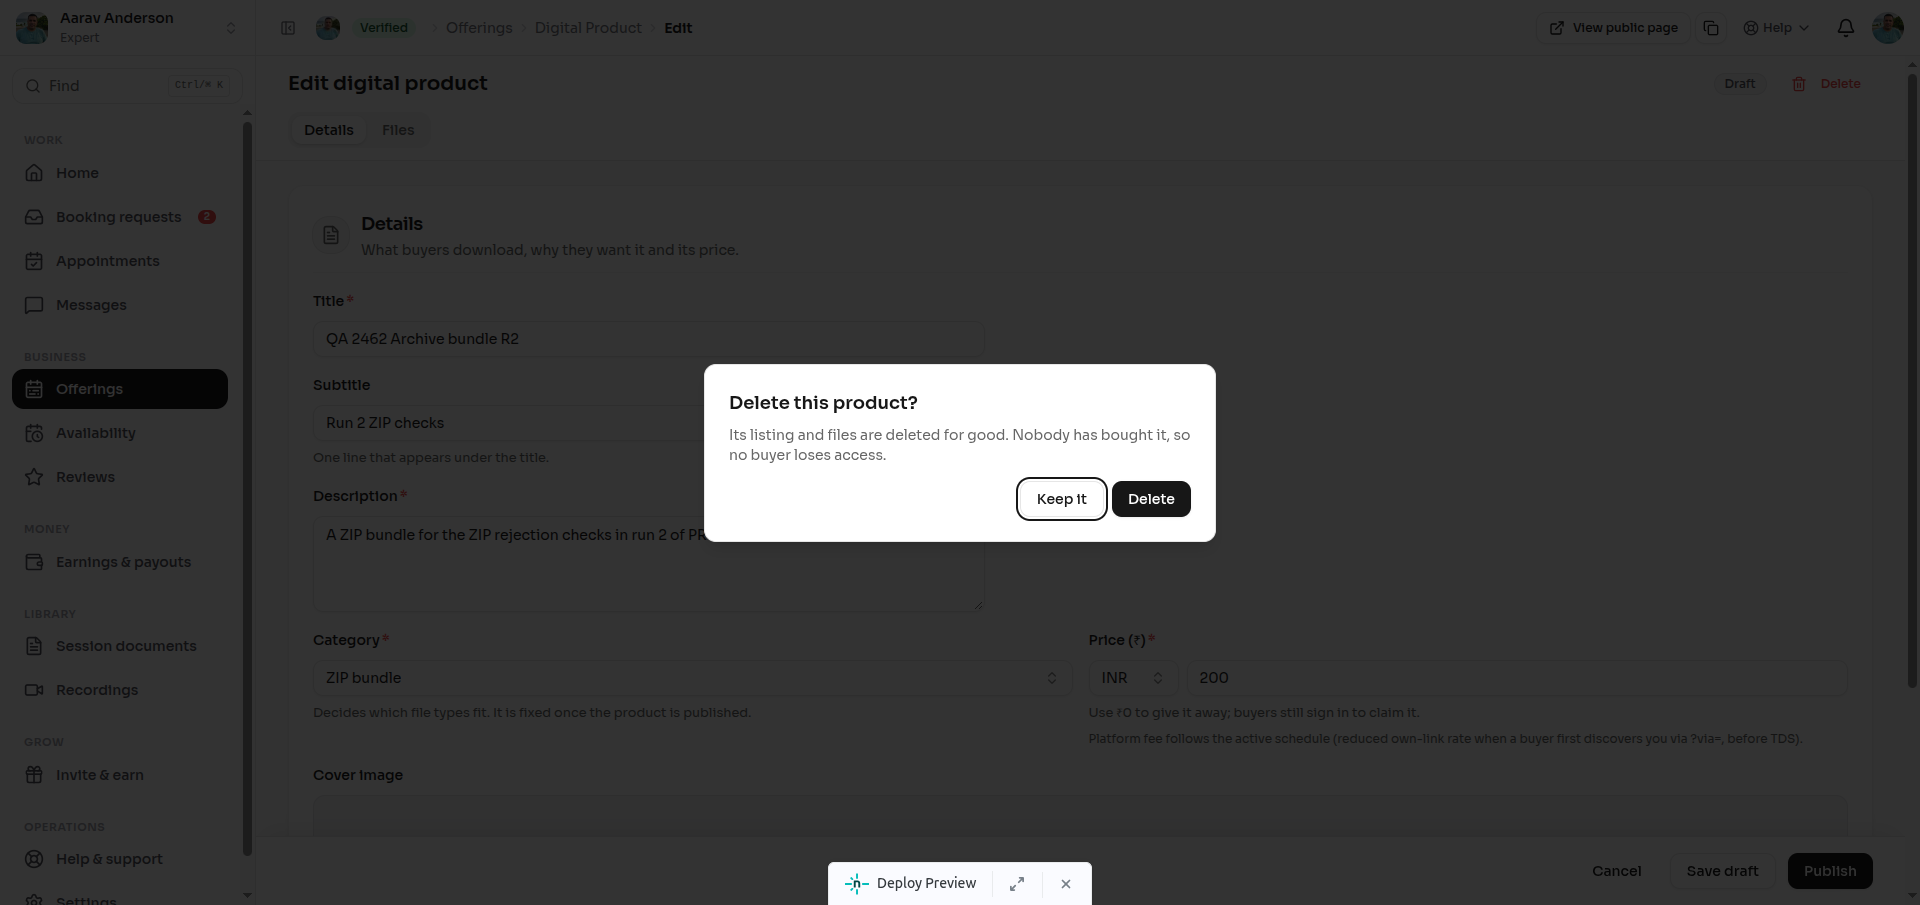 Aarav Anderson
Expert
Verified
Offerings
Digital Product
Edit
View public page
Help
Find
Ctrl/⌘ K
Edit digital product
Draft
Delete
Details
Files
WORK
Home
Booking requests
2
Appointments
Messages
BUSINESS
Offerings
Availability
Reviews
MONEY
Earnings & payouts
LIBRARY
Session documents
Recordings
GROW
Invite & earn
OPERATIONS
Help & support
Settings
Details
What buyers download, why they want it and its price.
Title*
QA 2462 Archive bundle R2
Subtitle
Run 2 ZIP checks
One line that appears under the title.
Description*
A ZIP bundle for the ZIP rejection checks in run 2 of
Delete this product?
Its listing and files are deleted for good. Nobody has bought it, so
no buyer loses access.
Keep it
Delete
Category*
ZIP bundle
Decides which file types fit. It is fixed once the product is published.
Price (₹)*
INR
200
Use ₹0 to give it away; buyers still sign in to claim it.
Platform fee follows the active schedule (reduced own-link rate when a buyer first discovers you via ?via=, before TDS).
Cover image
Cancel
Save draft
Publish
Deploy Preview